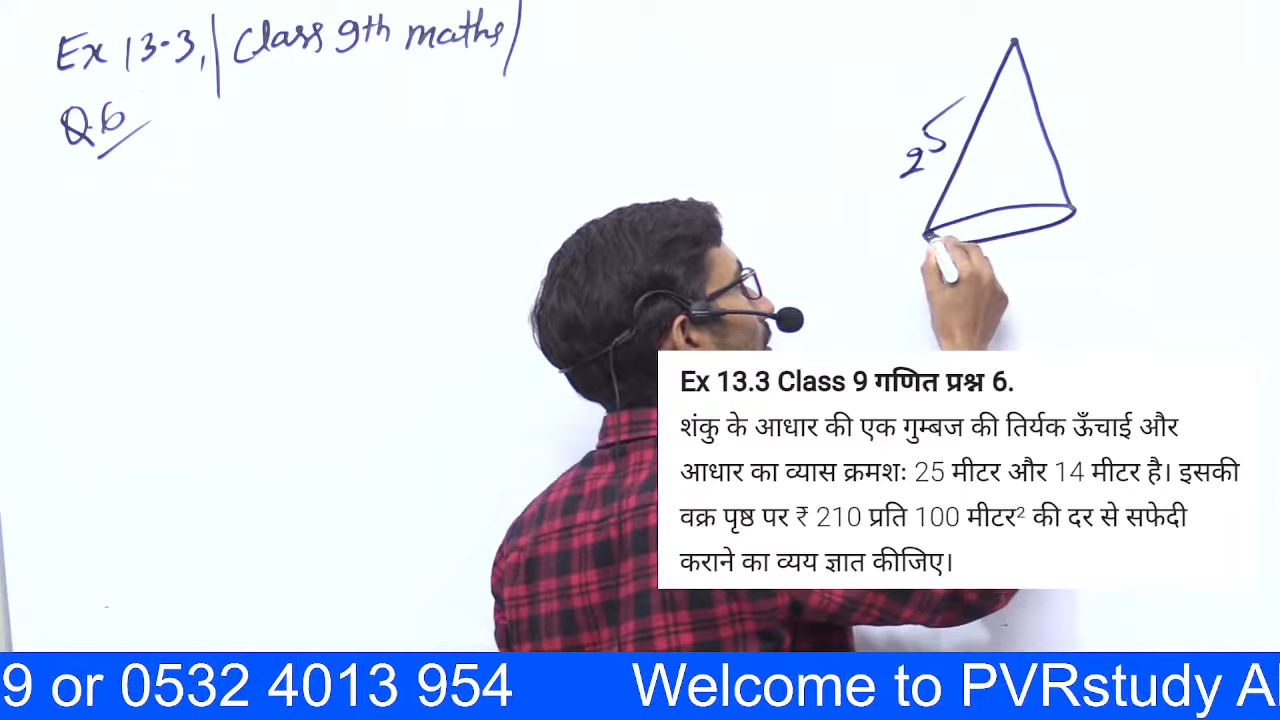 Ex 13.3, | Class 9th maths |
Q.6
25
Ex 13.3 Class 9 गणित प्रश्न 6.
शंकु के आधार की एक गुम्बज की तिर्यक ऊँचाई और
आधार का व्यास क्रमशः 25 मीटर और 14 मीटर है। इसकी
वक्र पृष्ठ पर ₹ 210 प्रति 100 मीटर² की दर से सफेदी
कराने का व्यय ज्ञात कीजिए।
9 or 0532 4013 954 Welcome to PVRstudy